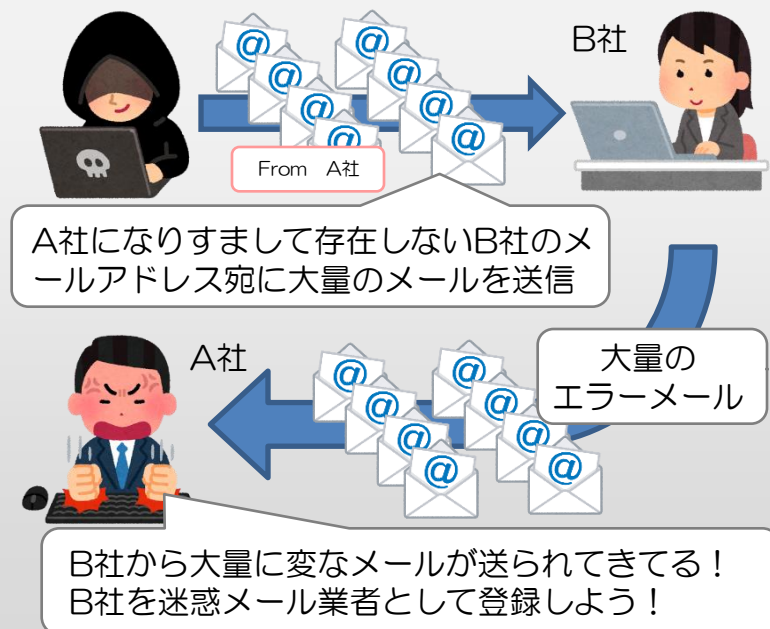 B社
From　A社
A社になりすまして存在しないB社のメ
ールアドレス宛に大量のメールを送信
大量の
エラーメール
A社
B社から大量に変なメールが送られてきてる！
B社を迷惑メール業者として登録しよう！